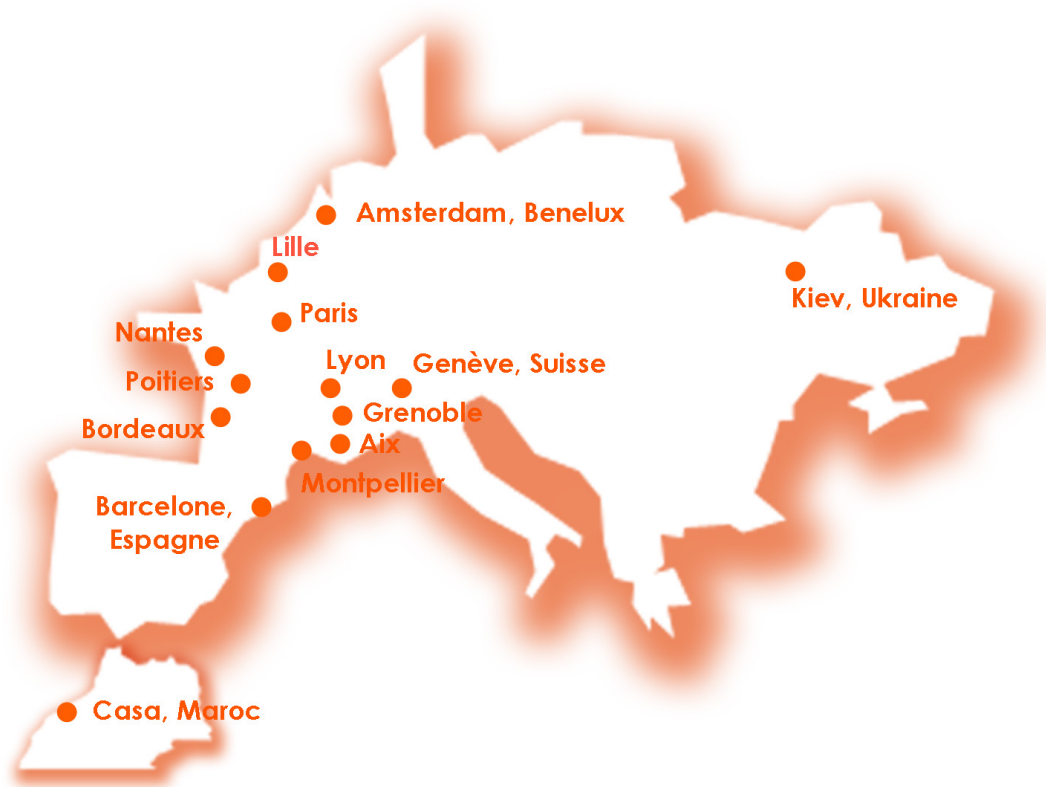 Amsterdam, Benelux
Lille
Kiev, Ukraine
Paris
Nantes
Lyon
Genève, Suisse
Poitiers
Grenoble
Bordeaux
Aix
Montpellier
Barcelone,
Espagne
Casa, Maroc